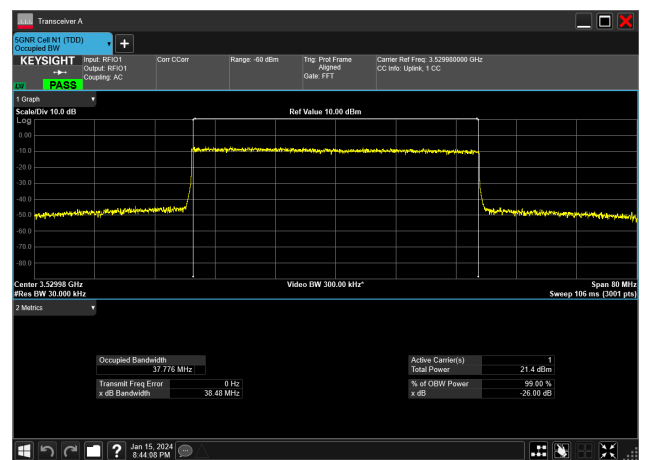 Transceiver A
5GNR Cell N1 (TDD)
Occupied BW
KEYSIGHT
LV
PASS
Input: RFIO1
Output: RFIO1
Coupling: AC
Corr CCorr
Range: -60 dBm
Trig: Prot Frame
Aligned
Gate: FFT
Carrier Ref Freq: 3.529980000 GHz
CC Info: Uplink, 1 CC
1 Graph
Scale/Div 10.0 dB
Ref Value 10.00 dBm
Log
0.00
-10.0
-20.0
-30.0
-40.0
-50.0
-60.0
-70.0
-80.0
Center 3.52998 GHz
Video BW 300.00 kHz*
Span 80 MHz
#Res BW 30.000 kHz
Sweep 106 ms (3001 pts)
2 Metrics
Occupied Bandwidth
37.776 MHz
Active Carrier(s) 1
Total Power 21.4 dBm
Transmit Freq Error 0 Hz
x dB Bandwidth 38.48 MHz
% of OBW Power 99.00 %
x dB -26.00 dB
?
Jan 15, 2024
8:44:08 PM